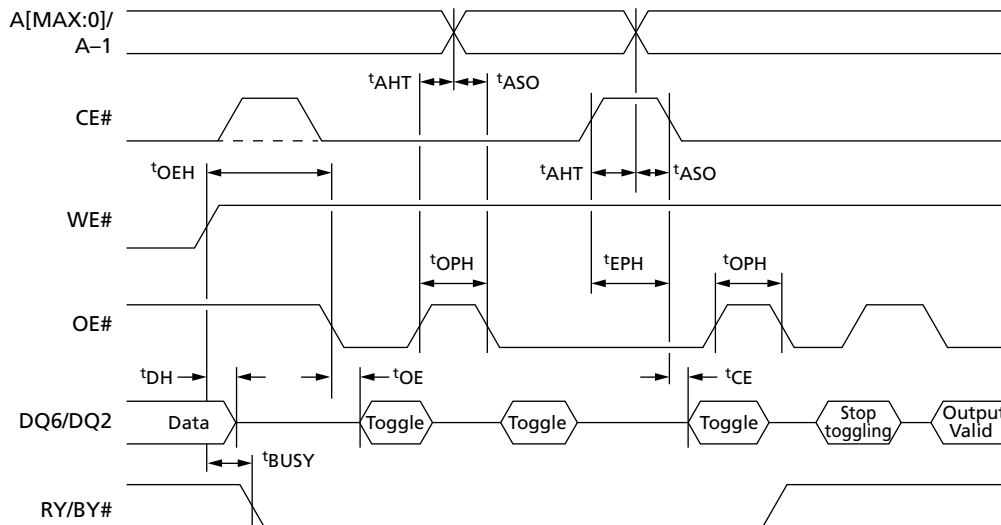 A[MAX:0]/
A–1
tAHT
tASO
CE#
tOEH
tAHT
tASO
WE#
tOPH
tEPH
tOPH
OE#
tDH
tOE
tCE
DQ6/DQ2
Data
Toggle
Toggle
Toggle
Stop
toggling
Output
Valid
tBUSY
RY/BY#